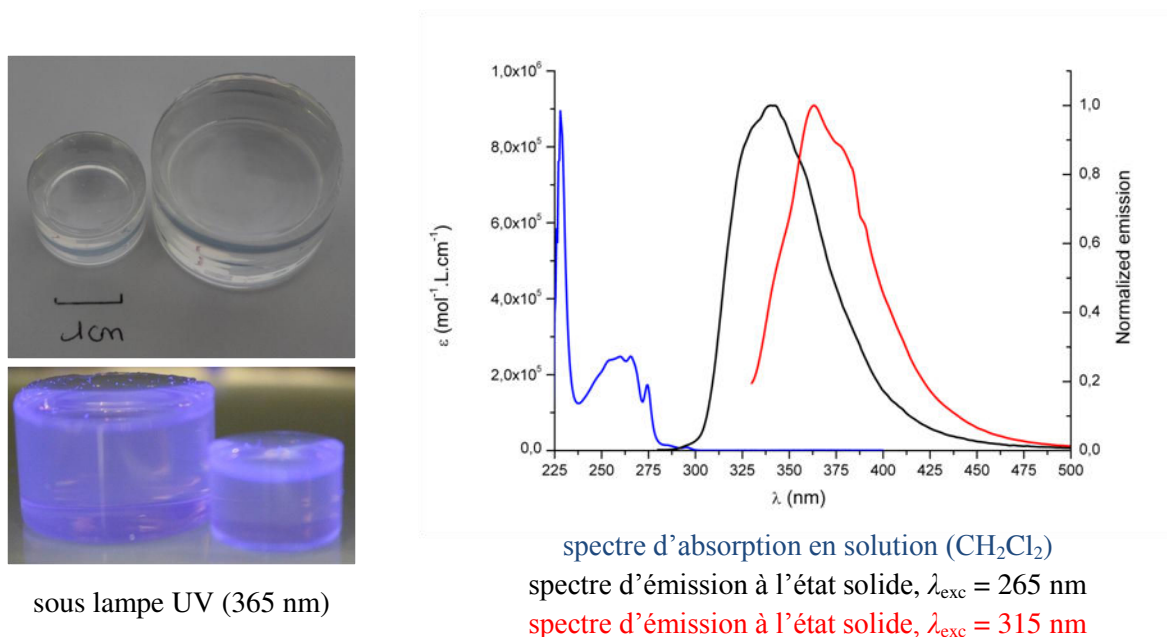 1cm
sous lampe UV (365 nm)
1,0x10⁶
8,0x10⁵
6,0x10⁵
4,0x10⁵
2,0x10⁵
0,0
ε (mol⁻¹.L.cm⁻¹)
225 250 275 300 325 350 375 400 425 450 475 500
λ (nm)
1,0
0,8
0,6
0,4
0,2
0,0
Normalized emission
spectre d'absorption en solution (CH₂Cl₂)
spectre d'émission à l'état solide, λexc = 265 nm
spectre d'émission à l'état solide, λexc = 315 nm